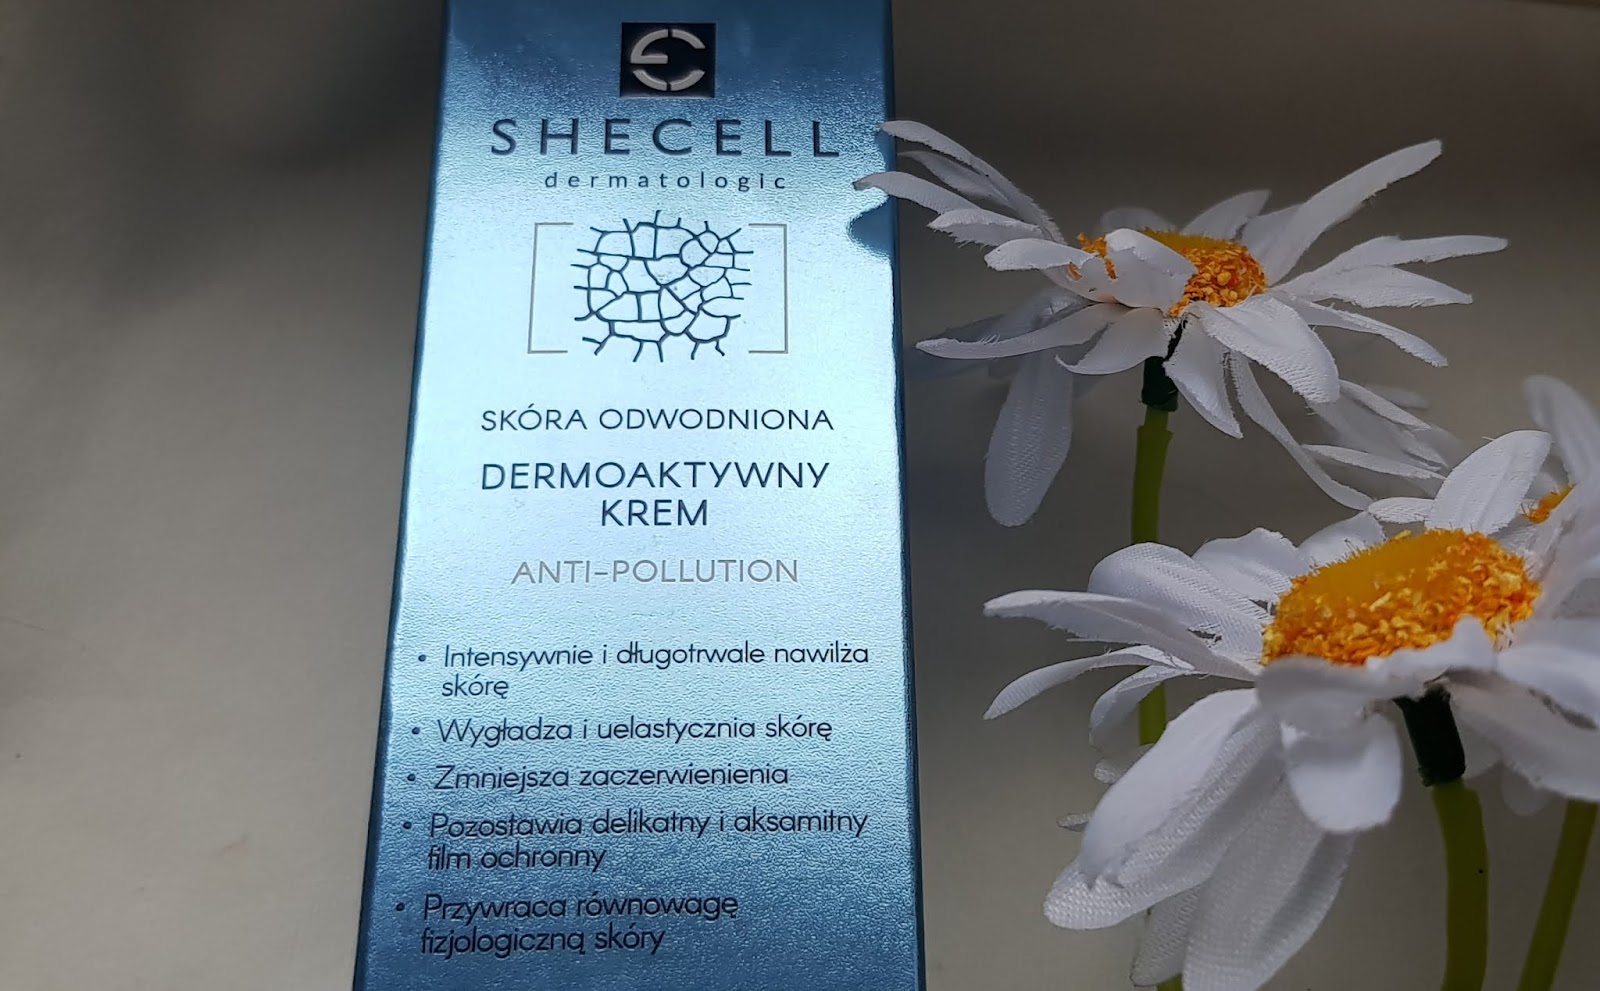 SHECELL
dermatologic
SKÓRA ODWODNIONA
DERMOAKTYWNY
KREM
ANTI-POLLUTION
• Intensywnie i długotrwale nawilża
skórę
• Wygładza i uelastycznia skórę
• Zmniejsza zaczerwienienia
• Pozostawia delikatny i aksamitny
film ochronny
• Przywraca równowagę
fizjologiczną skóry